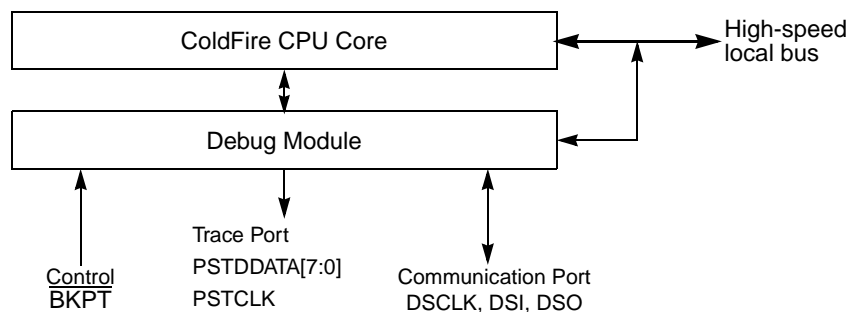 ColdFire CPU Core
High-speed
local bus
Debug Module
Control
BKPT
Trace Port
PSTDDATA[7:0]
PSTCLK
Communication Port
DSCLK, DSI, DSO